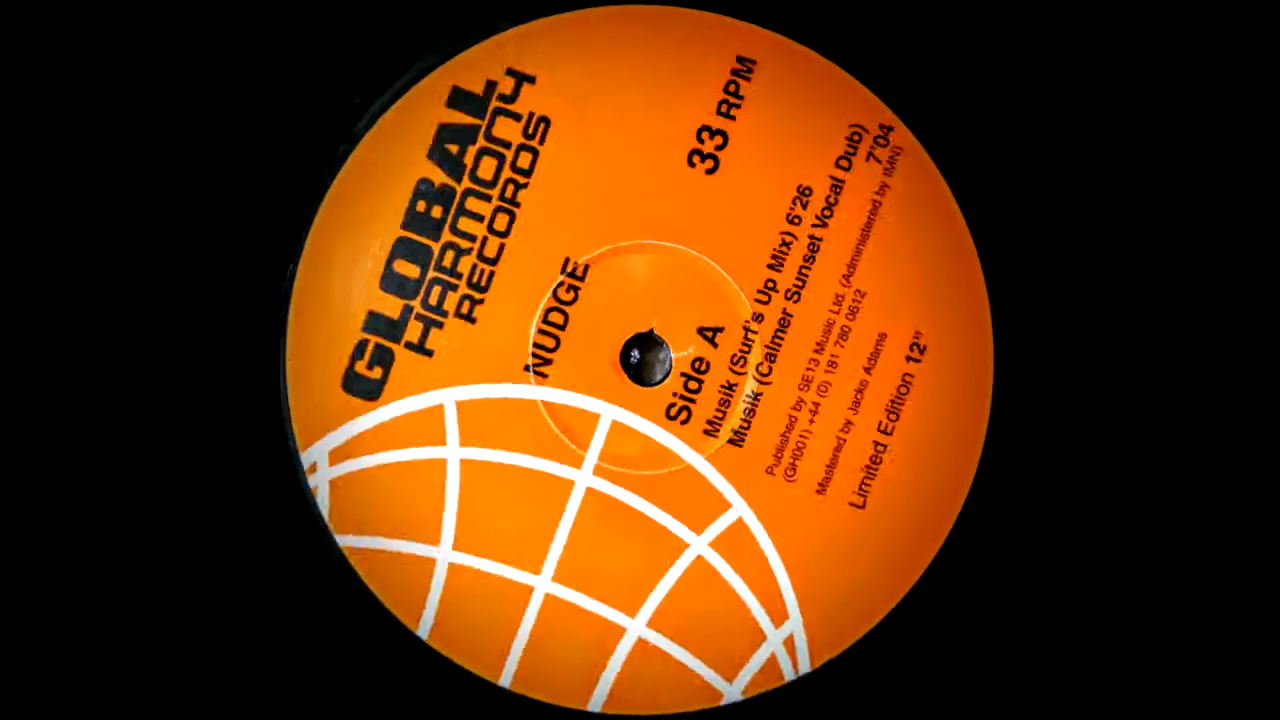 GLOBAL
HARMONY
RECORDS
33 RPM
NUDGE
Side A
Musik (Surf's Up Mix) 6'26
Musik (Calmer Sunset Vocal Dub)
7'04
Published by SE13 Music Ltd. (Administered by IMN)
(GH001) +44 (0) 181 780 0612
Mastered by Jacko Adams
Limited Edition 12"